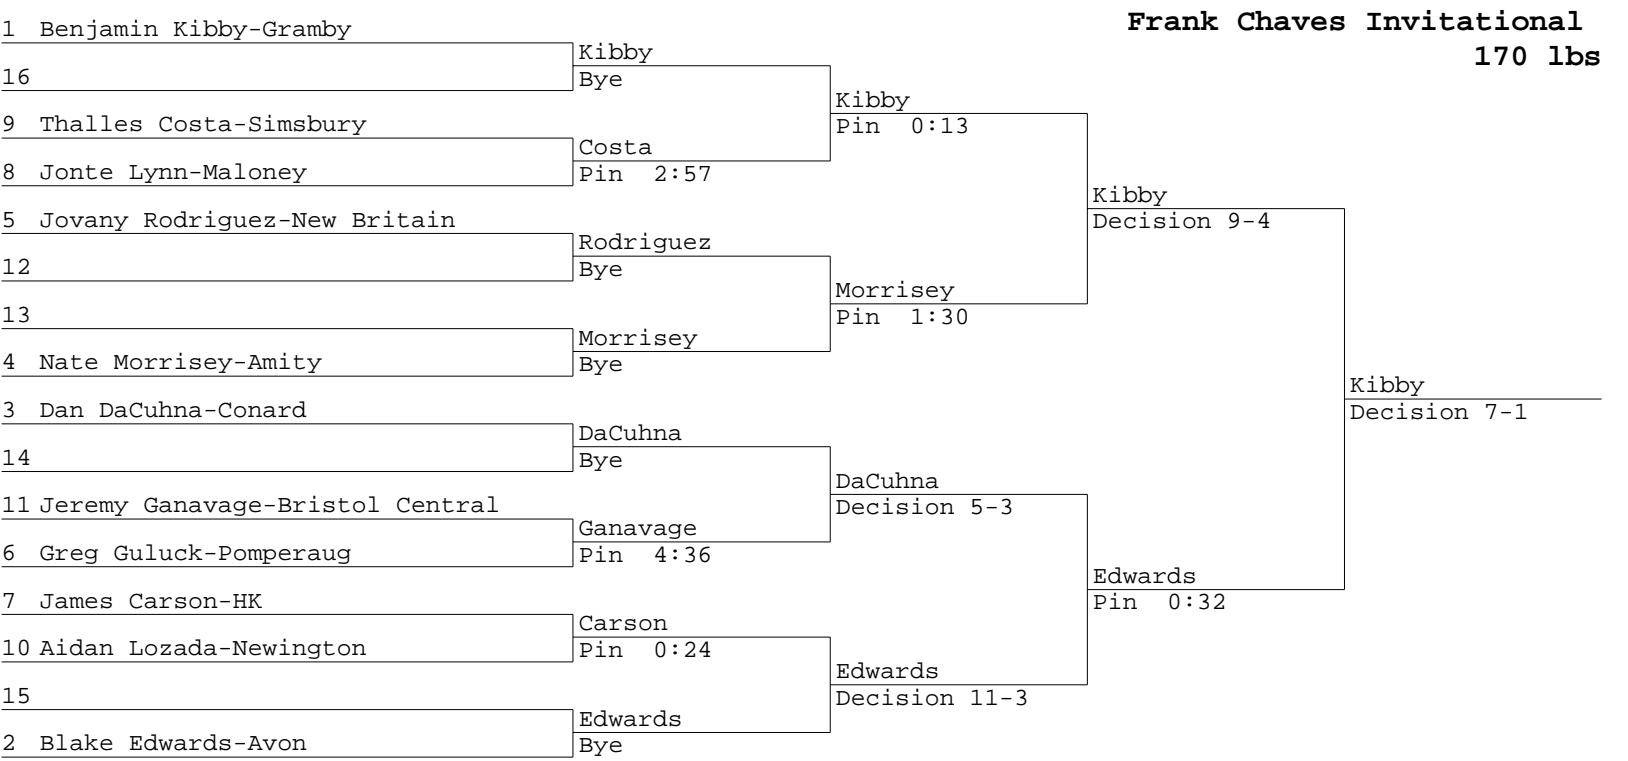 Frank Chaves Invitational
170 lbs
1 Benjamin Kibby-Gramby
16
9 Thalles Costa-Simsbury
8 Jonte Lynn-Maloney
5 Jovany Rodriguez-New Britain
12
13
4 Nate Morrisey-Amity
3 Dan DaCuhna-Conard
14
11 Jeremy Ganavage-Bristol Central
6 Greg Guluck-Pomperaug
7 James Carson-HK
10 Aidan Lozada-Newington
15
2 Blake Edwards-Avon
Kibby
Bye
Costa
Pin 2:57
Rodriguez
Bye
Morrisey
Bye
DaCuhna
Bye
Ganavage
Pin 4:36
Carson
Pin 0:24
Edwards
Bye
Kibby
Pin 0:13
Morrisey
Pin 1:30
DaCuhna
Decision 5-3
Edwards
Decision 11-3
Kibby
Decision 9-4
Edwards
Pin 0:32
Kibby
Decision 7-1